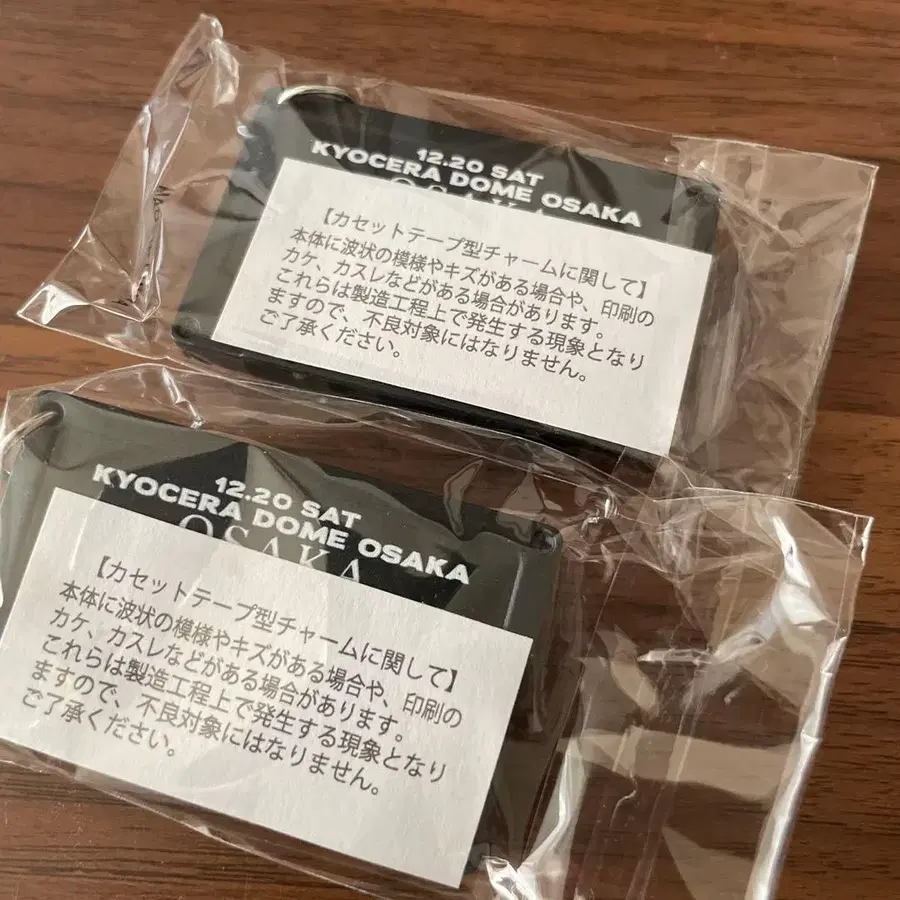 12.20 SAT
KYOCERA DOME OSAKA
OSAKA
【カセットテープ型チャームに関して】
本体に波状の模様やキズがある場合や、印刷の
カケ、カスレなどがある場合があります。
これらは製造工程上で発生する現象となり
ますので、不良対象にはなりません。
ご了承ください。
12.20 SAT
KYOCERA DOME OSAKA
OSAKA
【カセットテープ型チャームに関して】
本体に波状の模様やキズがある場合や、印刷の
カケ、カスレなどがある場合があります。
これらは製造工程上で発生する現象となり
ますので、不良対象にはなりません。
ご了承ください。